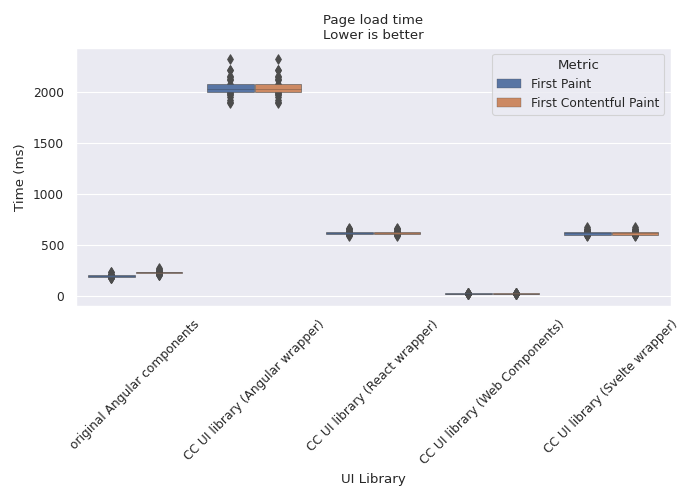 Page load time
Lower is better
Metric
First Paint
First Contentful Paint
Time (ms)
2000
1500
1000
500
0
original Angular components
CC UI library (Angular wrapper)
CC UI library (React wrapper)
CC UI library (Web Components)
CC UI library (Svelte wrapper)
UI Library